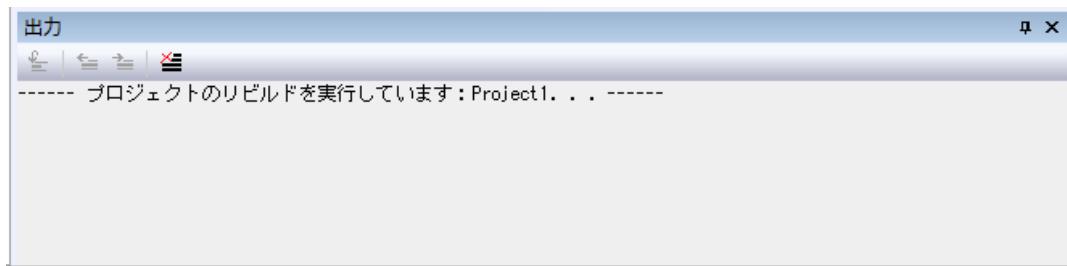 出力
------ プロジェクトのリビルドを実行しています：Project1. . . ------